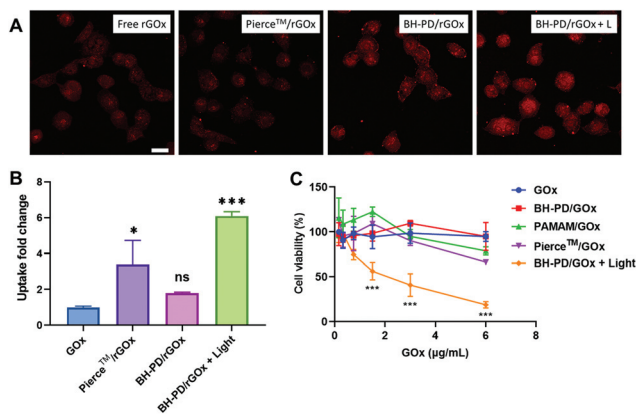 A
Free rGOx
Pierce™/rGOx
BH-PD/rGOx
BH-PD/rGOx + L
B
Uptake fold change
8
6
4
2
0
*
ns
***
GOx
Pierce™/rGOx
BH-PD/rGOx
BH-PD/rGOx + Light
C
Cell viability (%)
150
100
50
0
***
***
***
0
2
4
6
8
GOx (µg/mL)
GOx
BH-PD/GOx
PAMAM/GOx
Pierce™/GOx
BH-PD/GOx + Light